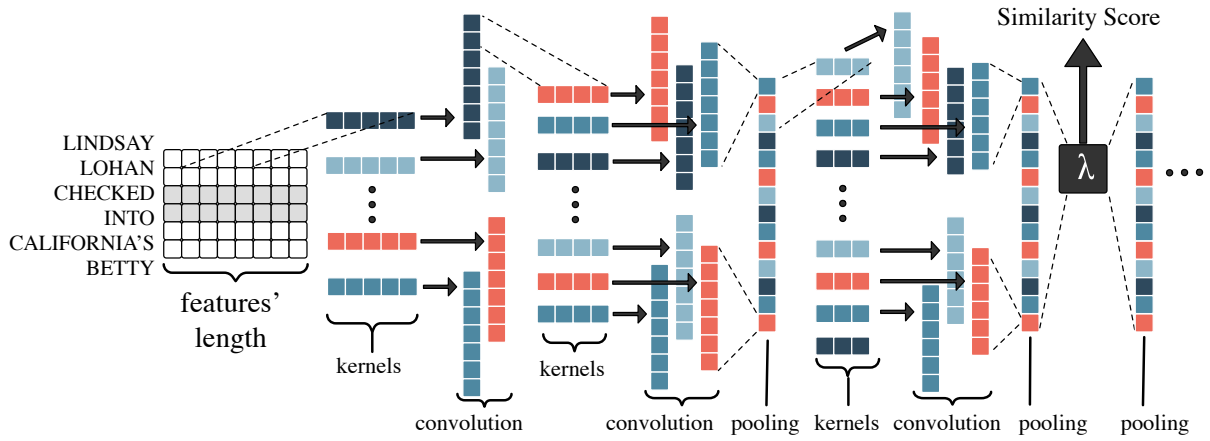 Similarity Score
LINDSAY
LOHAN
CHECKED
INTO
CALIFORNIA'S
BETTY
features'
length
λ
kernels
convolution
kernels
convolution
pooling
kernels
convolution
pooling
pooling